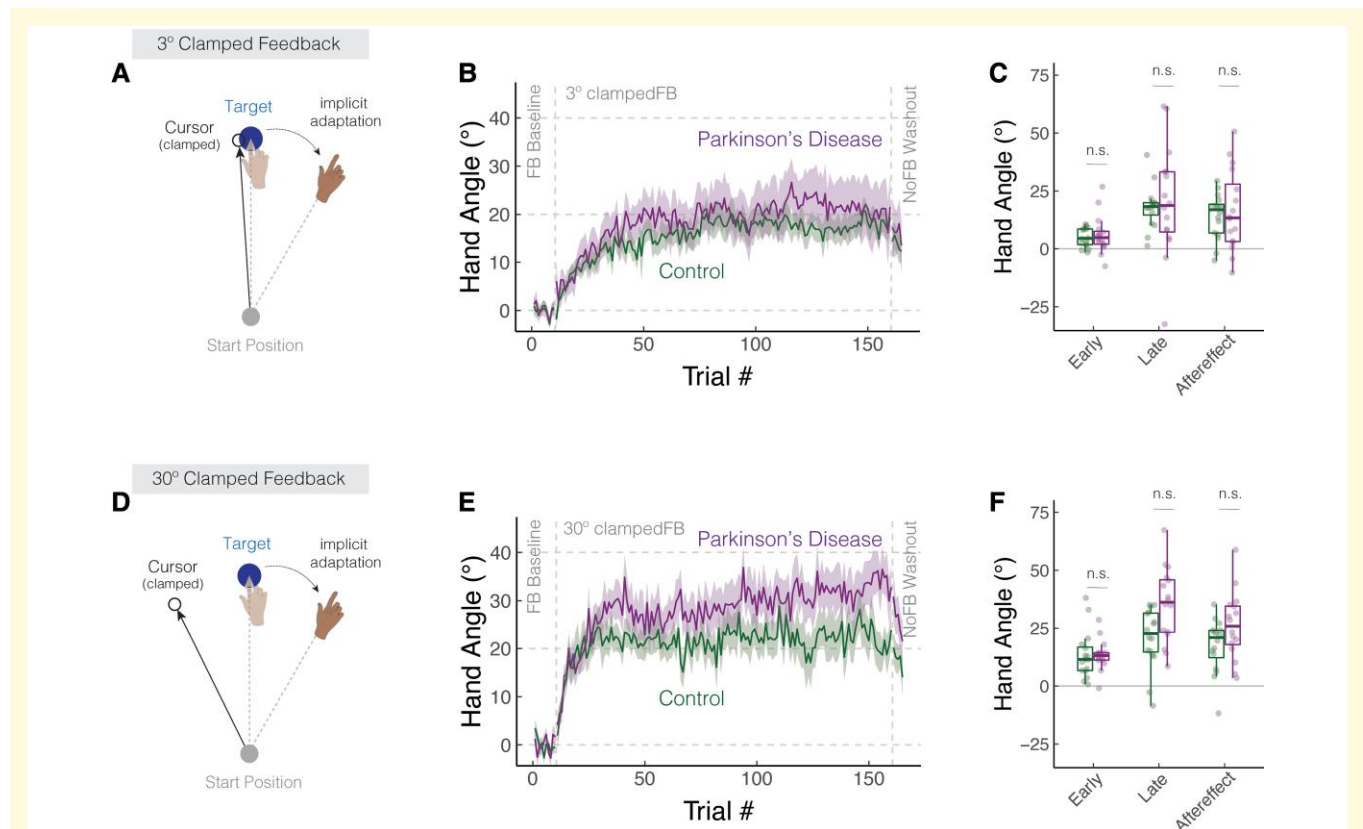 3º Clamped Feedback
A
Target
Cursor
(clamped)
implicit
adaptation
Start Position
B
FB Baseline
3º clampedFB
Parkinson's Disease
Control
NoFB Washout
Hand Angle (°)
40
30
20
10
0
0
50
100
150
Trial #
C
n.s.
n.s.
n.s.
Hand Angle (°)
75
50
25
0
−25
Early
Late
Aftereffect
30º Clamped Feedback
D
Target
Cursor
(clamped)
implicit
adaptation
Start Position
E
FB Baseline
30º clampedFB
Parkinson's Disease
Control
NoFB Washout
Hand Angle (°)
40
30
20
10
0
0
50
100
150
Trial #
F
n.s.
n.s.
n.s.
Hand Angle (°)
75
50
25
0
−25
Early
Late
Aftereffect